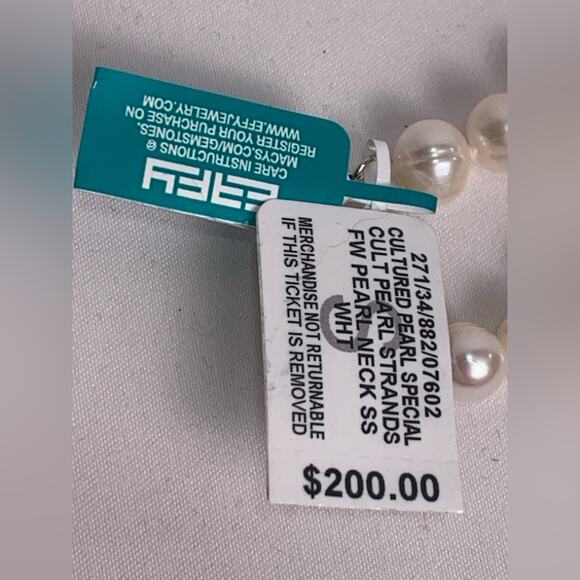 EFFY
CARE INSTRUCTIONS @
MACYS.COM/GEMSTONES.
REGISTER YOUR PURCHASE ON
WWW.EFFYJEWELRY.COM
271/34/882/07602
CULTURED PEARL SPECIAL
CULT PEARL STRANDS
FW PEARL NECK SS
WHT
MERCHANDISE NOT RETURNABLE
IF THIS TICKET IS REMOVED
$200.00